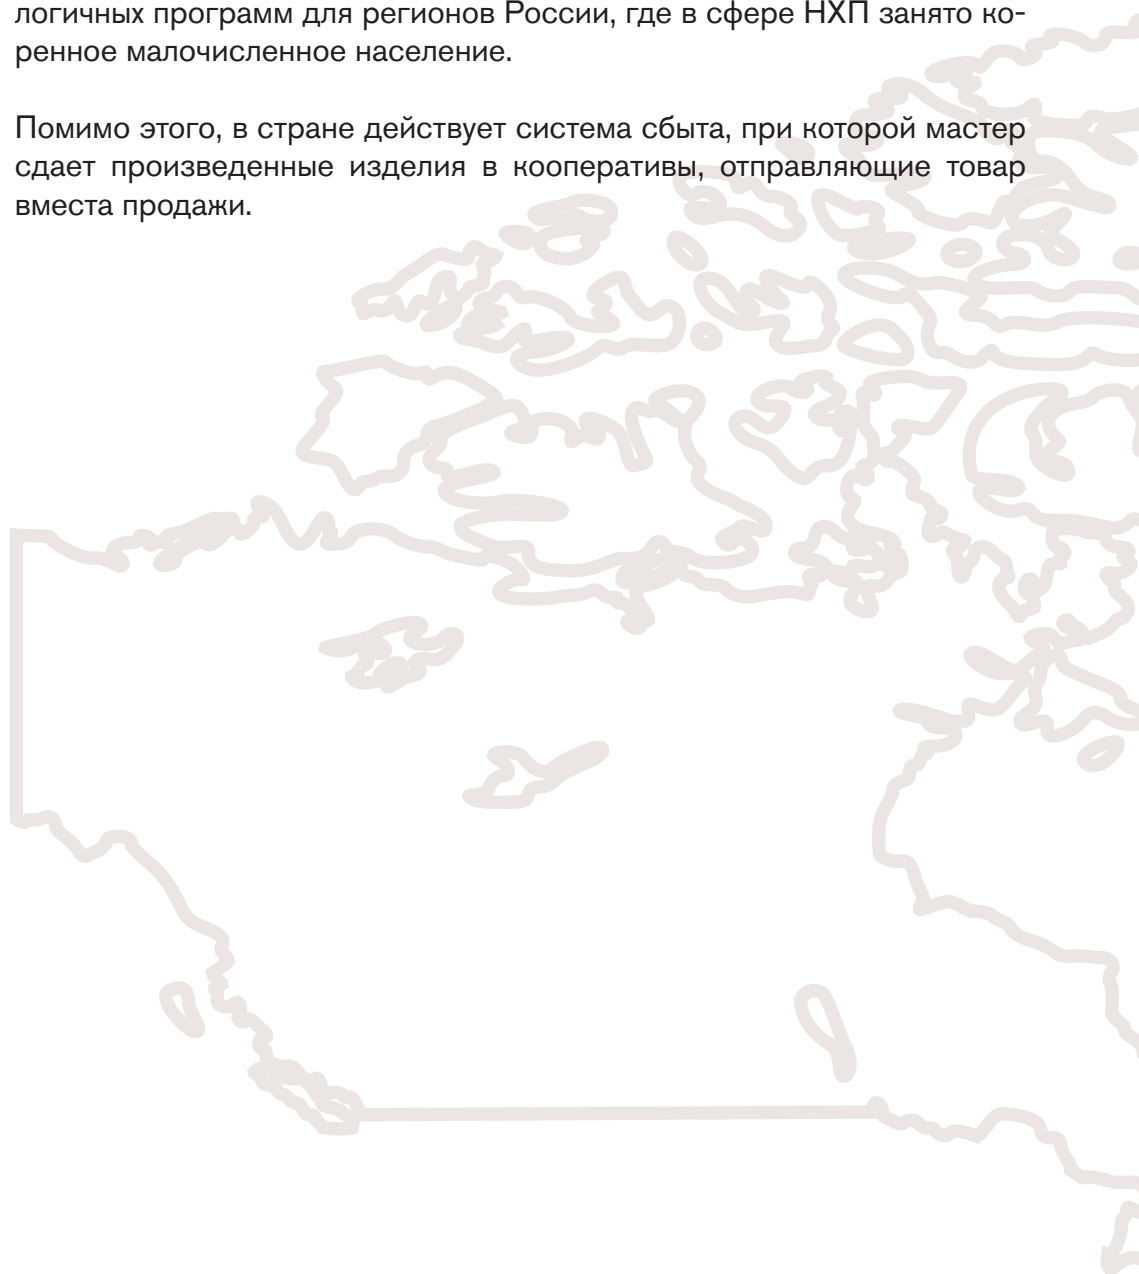 логичных программ для регионов России, где в сфере НХП занято ко-
ренное малочисленное население.
Помимо этого, в стране действует система сбыта, при которой мастер
сдает произведенные изделия в кооперативы, отправляющие товар
вместа продажи.